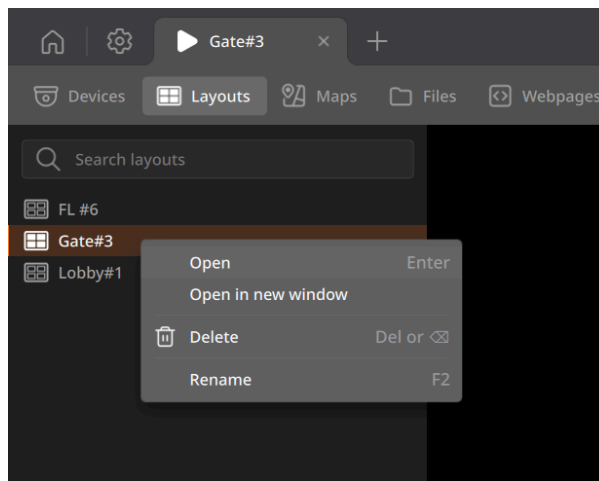 Gate#3
Devices Layouts Maps Files Webpages
Search layouts
FL #6
Gate#3
Lobby#1
Open Enter
Open in new window
Delete Del or ⌫
Rename F2